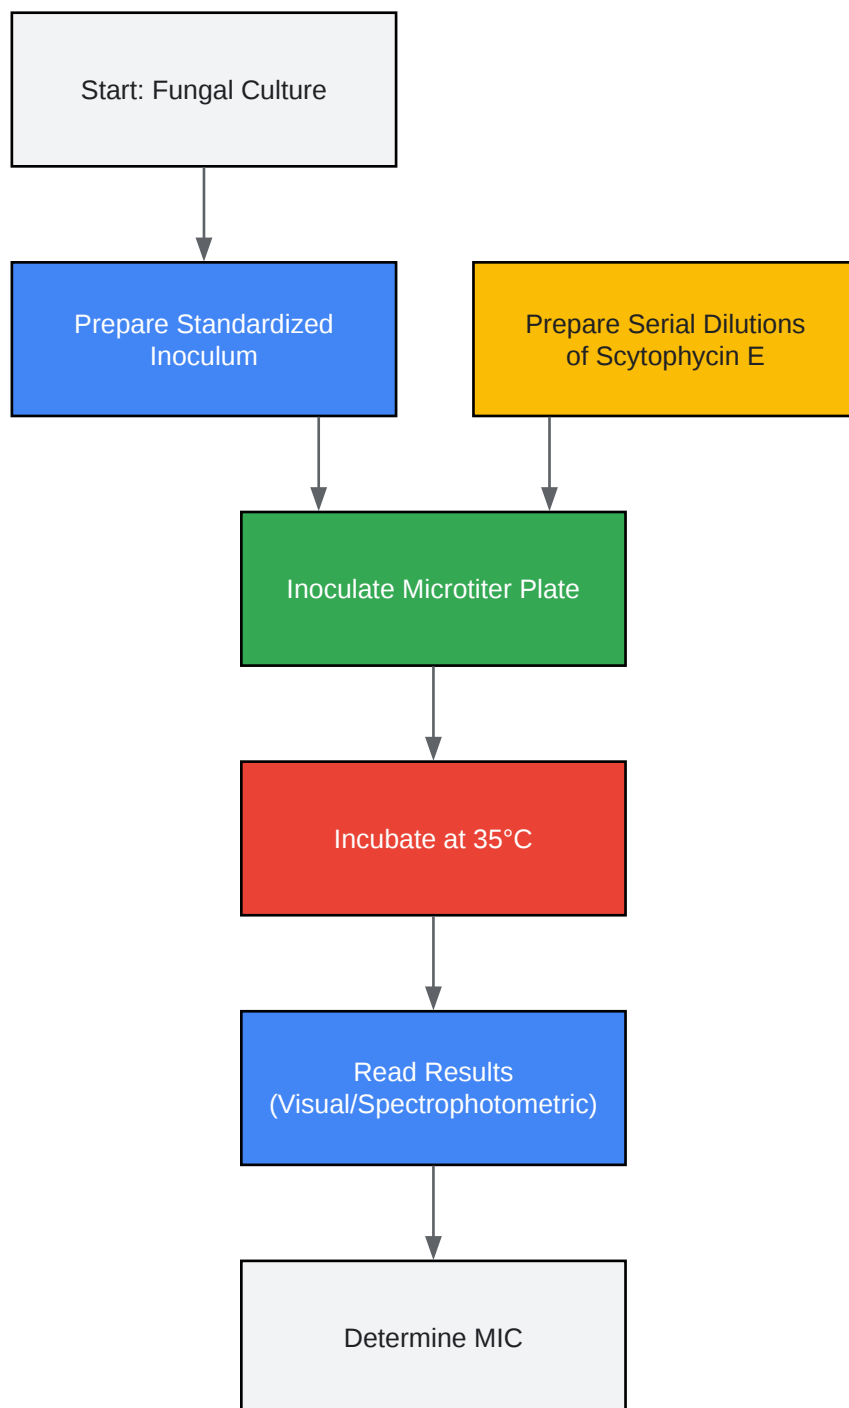 Start: Fungal Culture
Prepare Standardized
Inoculum
Prepare Serial Dilutions
of Scytophycin E
Inoculate Microtiter Plate
Incubate at 35°C
Read Results
(Visual/Spectrophotometric)
Determine MIC